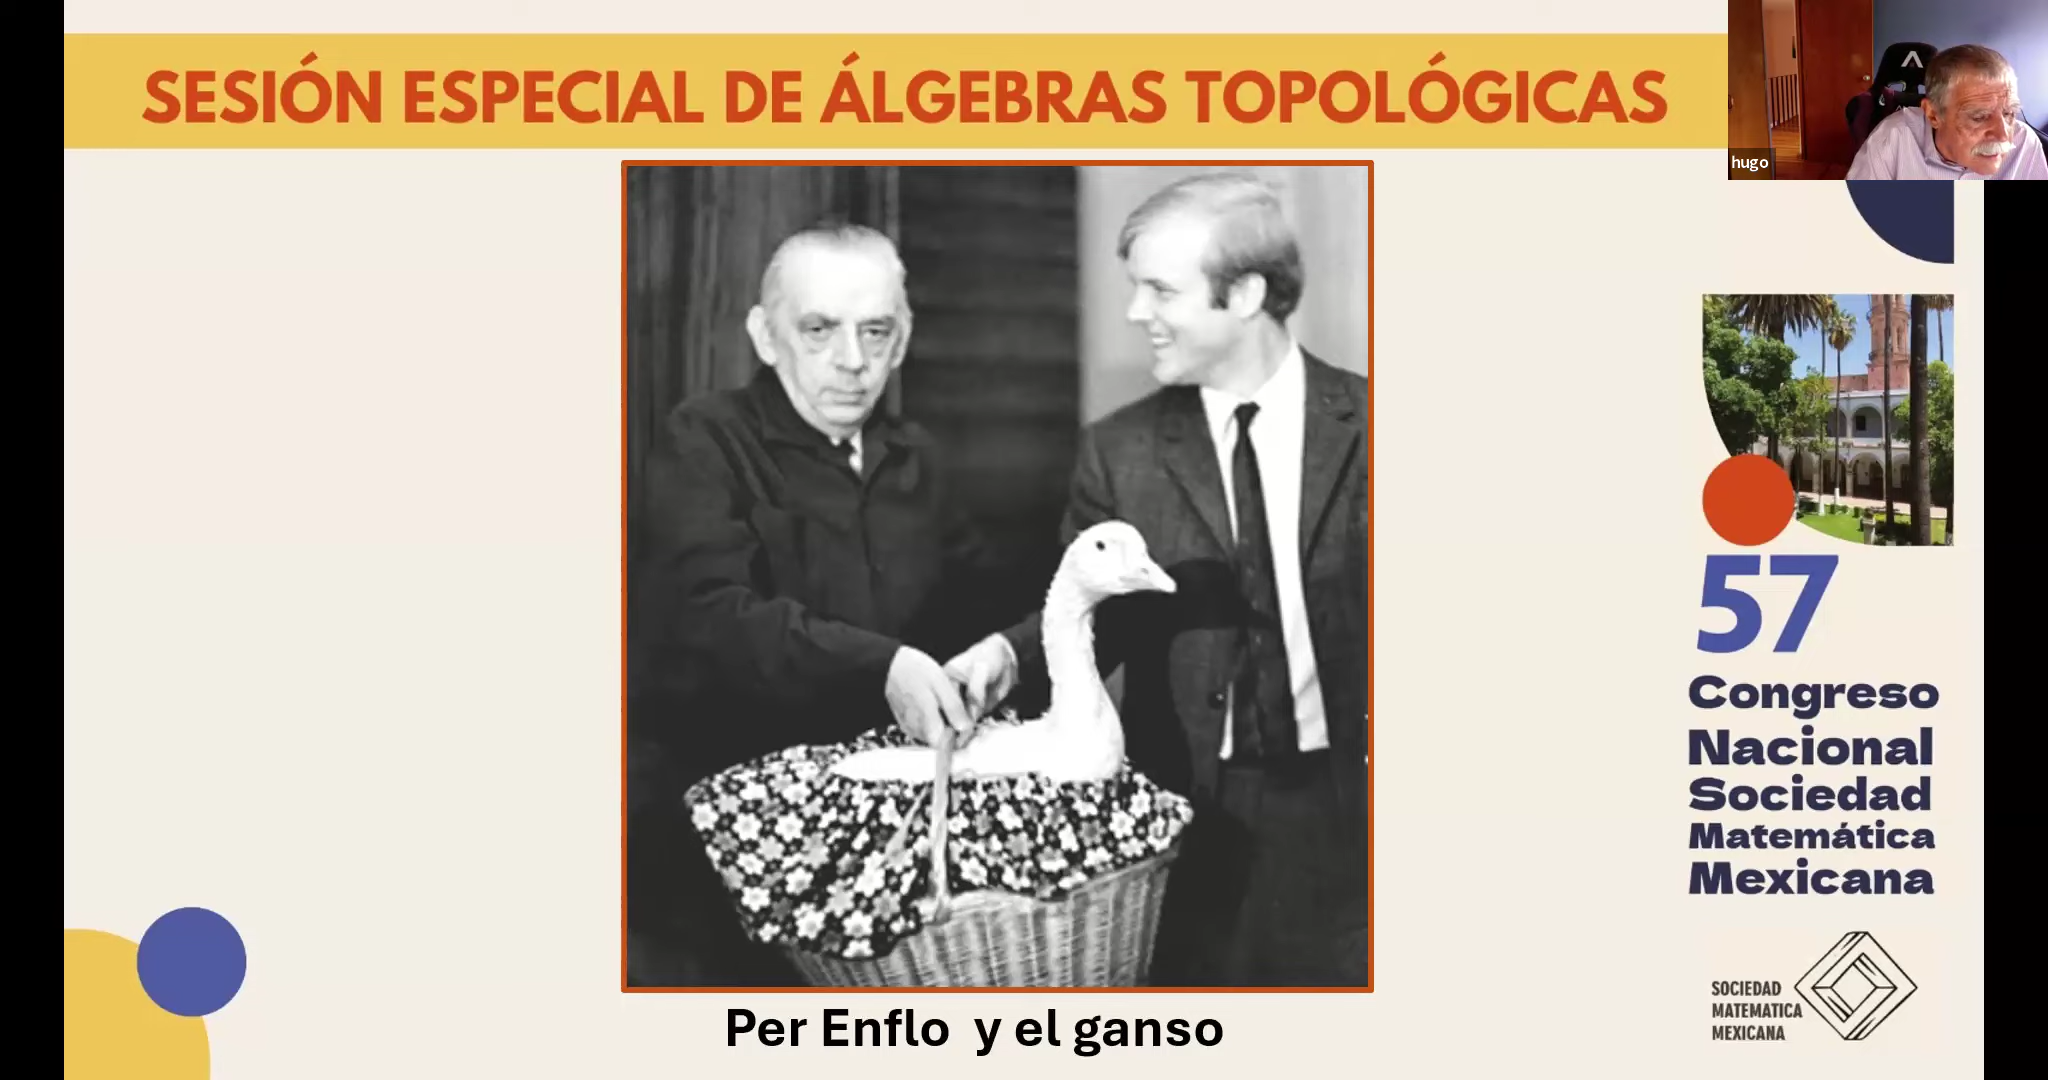 SESIÓN ESPECIAL DE ÁLGEBRAS TOPOLÓGICAS
hugo
57
Congreso
Nacional
Sociedad
Matemática
Mexicana
SOCIEDAD
MATEMATICA
MEXICANA
Per Enflo y el ganso